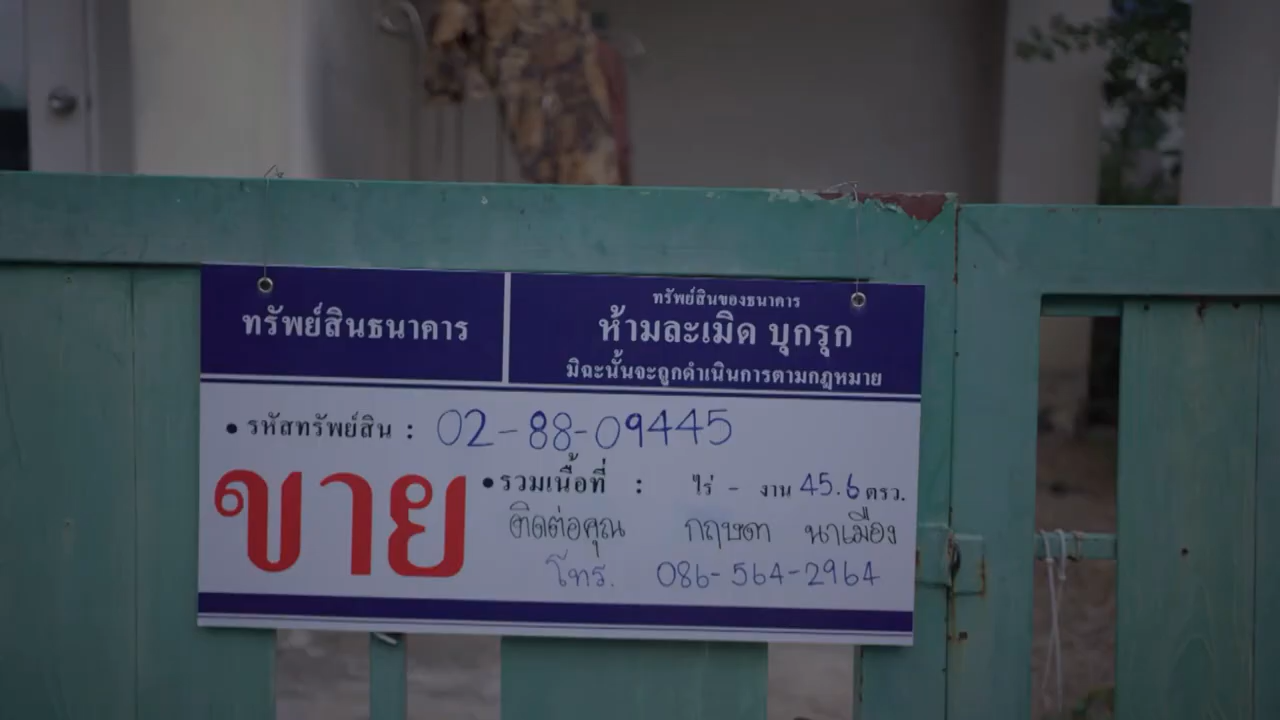 ทรัพย์สินธนาคาร
ทรัพย์สินของธนาคาร
ห้ามละเมิด บุกรุก
มิฉะนั้นจะถูกดำเนินการตามกฎหมาย
• รหัสทรัพย์สิน : 02-88-09445
ขาย
• รวมเนื้อที่ : ไร่ - งาน 45.6 ตรว.
ติดต่อคุณ กฤษดา นาเมือง
โทร. 086-564-2964